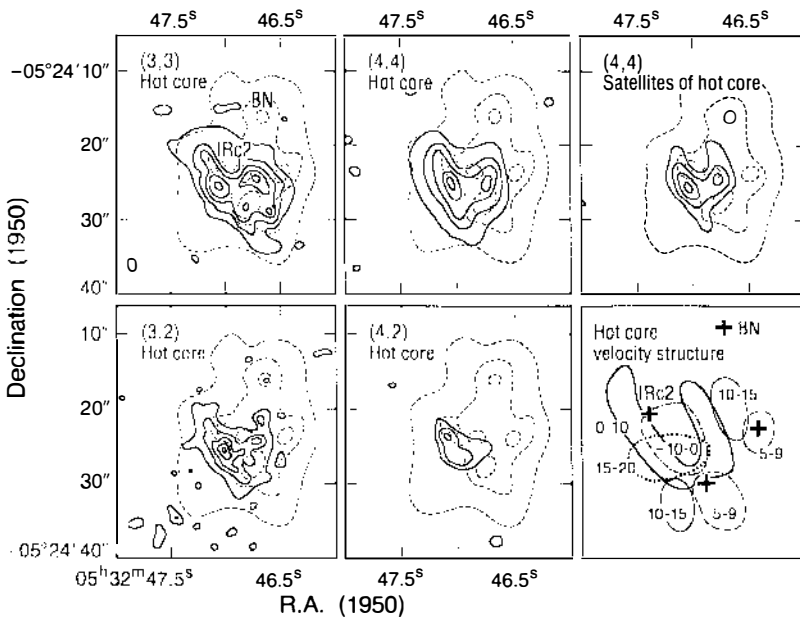 47.5ˢ 46.5ˢ 47.5ˢ 46.5ˢ 47.5ˢ 46.5ˢ
-05°24'10"
20"
30"
40"
(3,3)
Hot core
BN
IRc2
(4,4)
Hot core
(4,4)
Satellites of hot core
Declination (1950)
10"
20"
30"
-05°24'40"
(3,2)
Hot core
(4,2)
Hot core
Hot core
velocity structure
BN
IRc2
10-15
0 10
-10-0
5-9
15-20
10-15
5-9
05ʰ32ᵐ47.5ˢ 46.5ˢ 47.5ˢ 46.5ˢ 47.5ˢ 46.5ˢ
R.A. (1950)